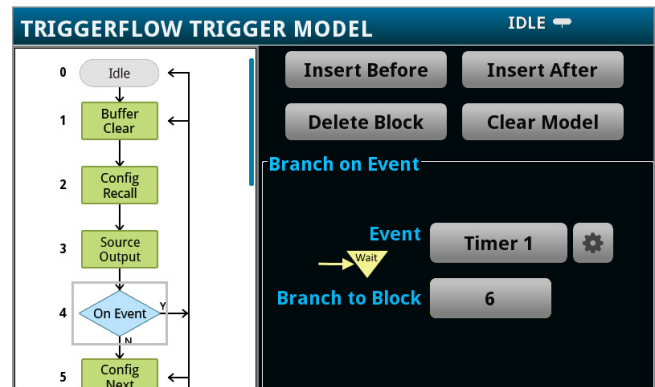 TRIGGERFLOW TRIGGER MODEL
IDLE
0
Idle
1
Buffer
Clear
2
Config
Recall
3
Source
Output
4
On Event
Y
N
5
Config
Next
Insert Before
Insert After
Delete Block
Clear Model
Branch on Event
Event
Timer 1
Wait
Branch to Block
6